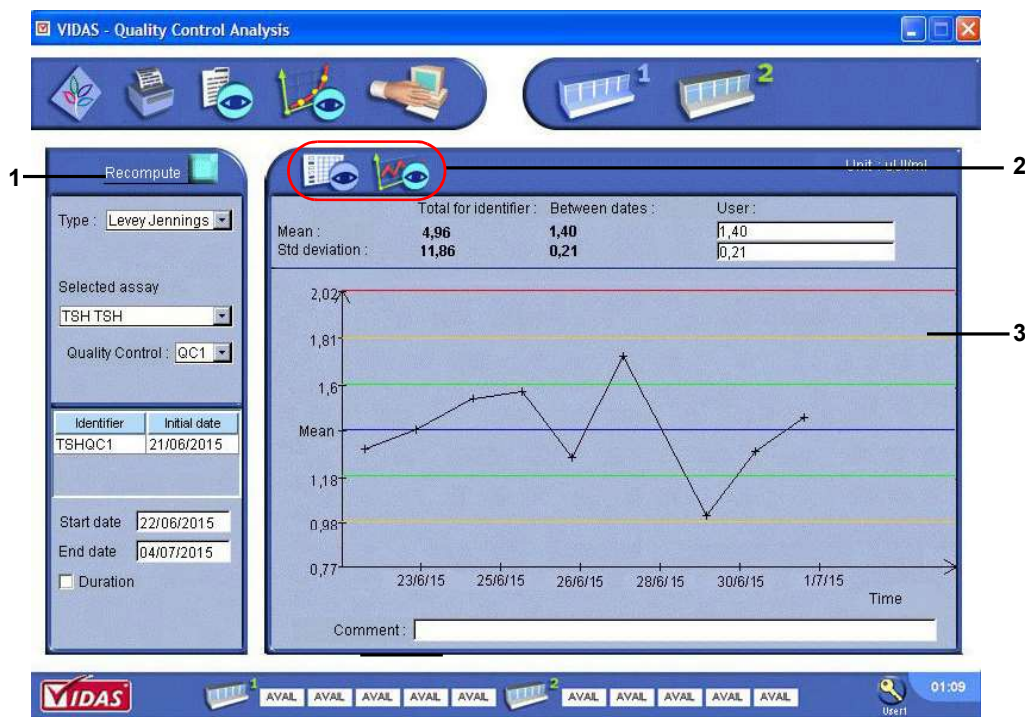 VIDAS - Quality Control Analysis
1 2
1 Recompute
2
Unit : uUI/ml
Type : Levey Jennings
Total for identifier : Between dates : User :
Mean : 4,96 1,40 1,40
Std deviation : 11,86 0,21 0,21
Selected assay
TSH TSH
Quality Control : QC1
Identifier Initial date
TSHQC1 21/06/2015
Start date 22/06/2015
End date 04/07/2015
Duration
2,02
1,81
3
1,6
Mean
1,18
0,98
0,77
23/6/15 25/6/15 26/6/15 28/6/15 30/6/15 1/7/15
Time
Comment :
VIDAS 1 AVAIL AVAIL AVAIL AVAIL AVAIL 2 AVAIL AVAIL AVAIL AVAIL AVAIL User1 01:09